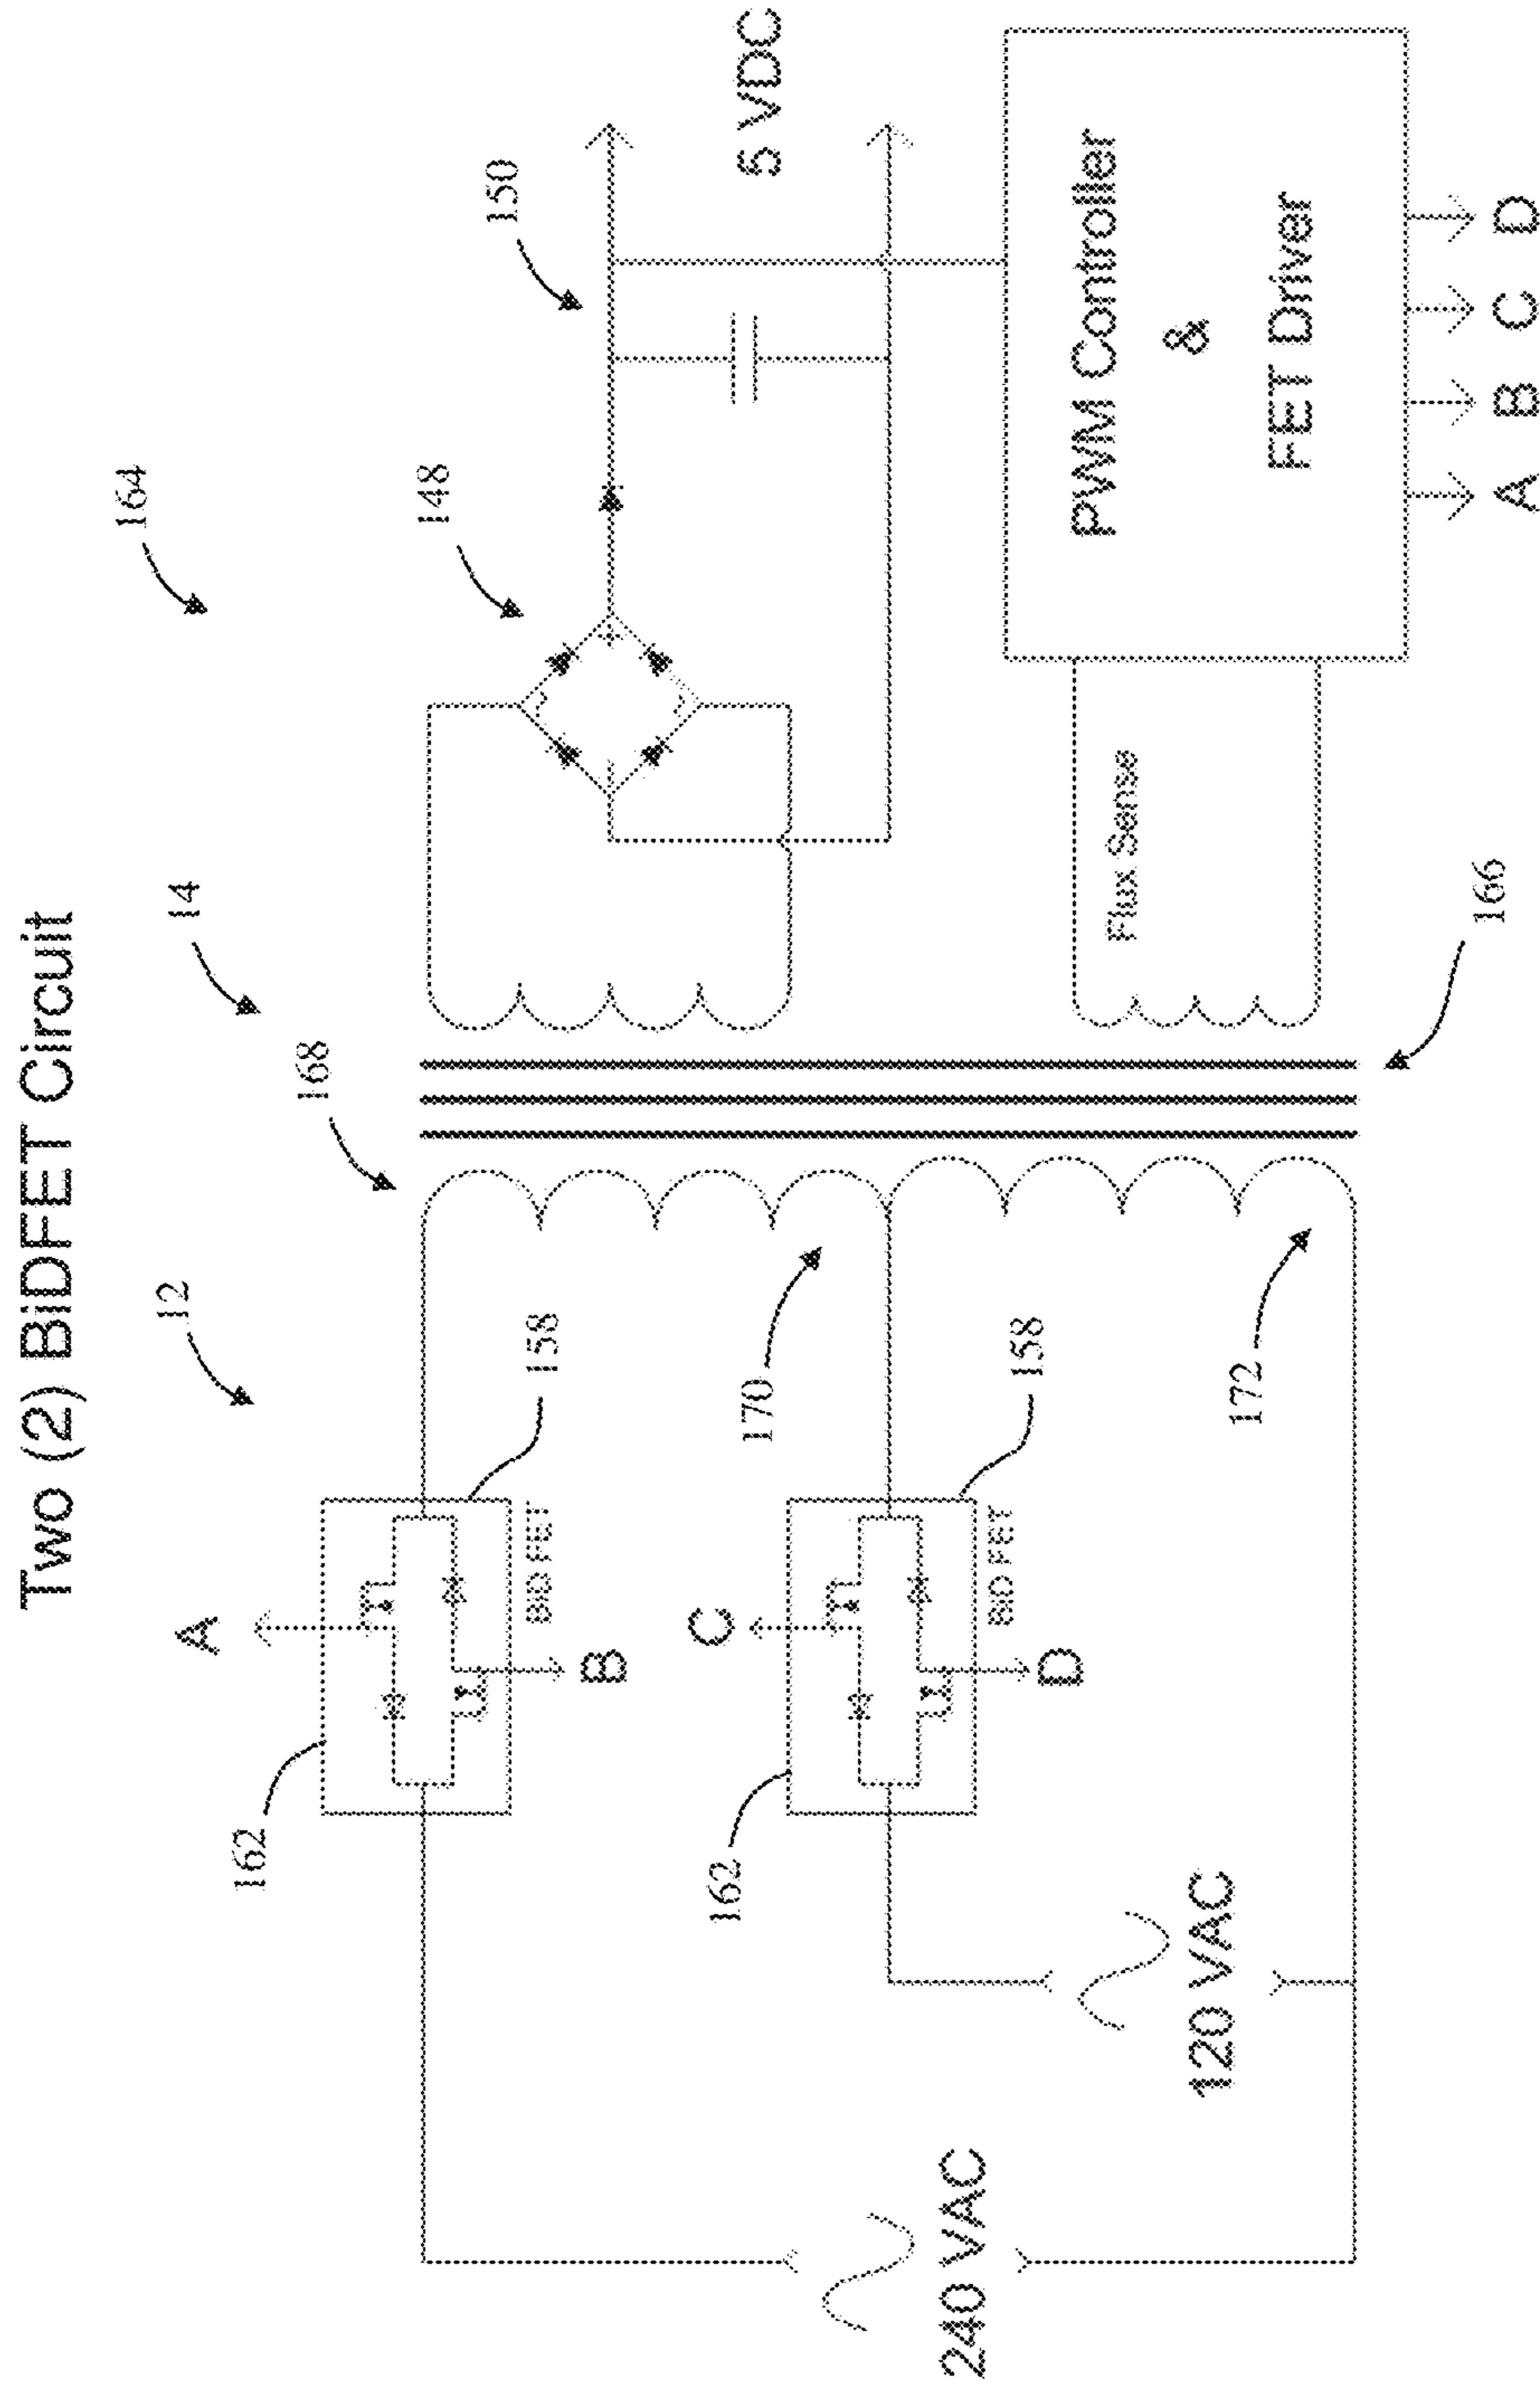 Two (2) BiDFET Circuit
164
14
12
168
148
150
162
A
158
BiD FET
B
5 VDC
170
C
162
158
BiD FET
D
172
240 VAC
120 VAC
Flux Sense
166
PWM Controller
&
FET Driver
A B C D